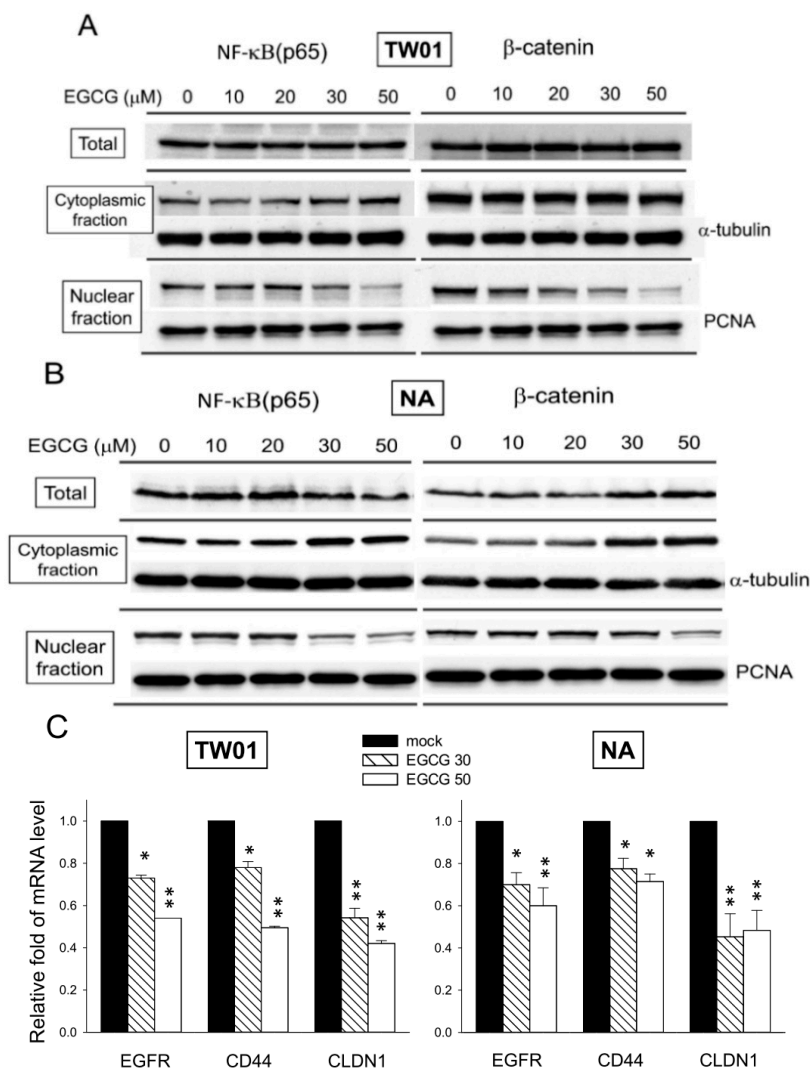 A
NF-κB(p65) TW01 β-catenin
EGCG (μM) 0 10 20 30 50 0 10 20 30 50
Total
Cytoplasmic
fraction
α-tubulin
Nuclear
fraction
PCNA
B
NF-κB(p65) NA β-catenin
EGCG (μM) 0 10 20 30 50 0 10 20 30 50
Total
Cytoplasmic
fraction
α-tubulin
Nuclear
fraction
PCNA
C
TW01
mock
EGCG 30
EGCG 50
NA
Relative fold of mRNA level
1.0
0.8
0.6
0.4
0.2
0.0
*
**
*
**
**
**
EGFR CD44 CLDN1
1.0
0.8
0.6
0.4
0.2
0.0
*
**
*
*
**
**
EGFR CD44 CLDN1